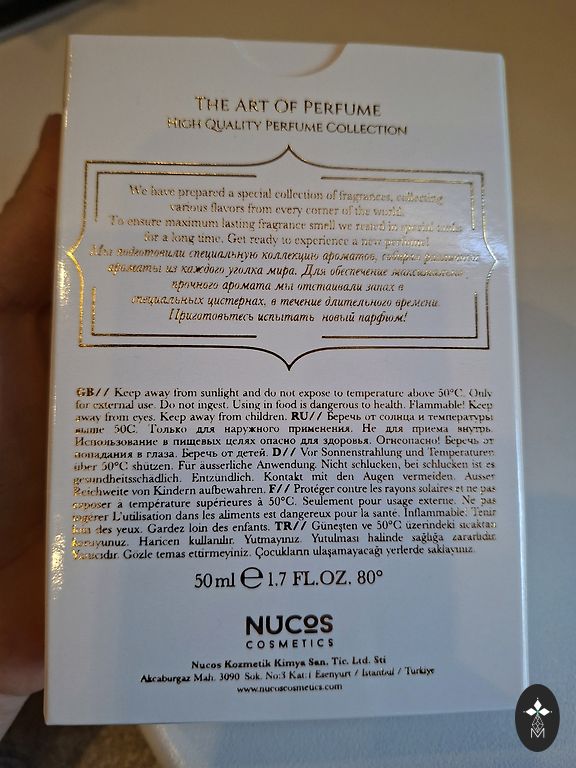 THE ART OF PERFUME
HIGH QUALITY PERFUME COLLECTION
We have prepared a special collection of fragrances, collecting
various flavors from every corner of the world.
To ensure maximum lasting fragrance smell we rested in special tanks
for a long time. Get ready to experience a new perfume!
Мы подготовили специальную коллекцию ароматов, собрав различные
ароматы из каждого уголка мира. Для обеспечение максимально
прочного аромата мы отстаивали запах в
специальных цистернах, в течение длительного времени.
Приготовьтесь испытать новый парфюм!
GB// Keep away from sunlight and do not expose to temperature above 50°C. Only
for external use. Do not ingest. Using in food is dangerous to health. Flammable! Keep
away from eyes. Keep away from children. RU// Беречь от солнца и температуры
выше 50С. Только для наружного применения. Не для приема внутрь.
Использование в пищевых целях опасно для здоровья. Огнеопасно! Беречь от
попадания в глаза. Беречь от детей. D// Vor Sonnenstrahlung und Temperaturen
über 50°C shützen. Für äusserliche Anwendung. Nicht schlucken, bei schlucken ist es
gesundheitsschädlich. Entzündlich. Kontakt mit den Augen vermeiden. Ausser
Reichweite von Kindern aufbewahren. F// Protéger contre les rayons solaires et ne pas
exposer à température supérieures à 50°C. Seulement pour usage externe. Ne pas
ingérer L'utilisation dans les aliments est dangereux pour la santé. Inflammable. Tenir
loin des yeux. Gardez loin des enfants. TR// Güneşten ve 50°C üzerindeki sıcaktan
koruyunuz. Haricen kullanılır. Yutmayınız. Yutulması halinde sağlığa zararlıdır.
Yanıcıdır. Gözle temas ettirmeyiniz. Çocukların ulaşamayacağı yerlerde saklayınız.
50 ml ℮ 1.7 FL.OZ. 80°
NUCOS
COSMETICS
Nucos Kozmetik Kimya San. Tic. Ltd. Sti
Akcaburgaz Mah. 3090 Sok. No:3 Kat:1 Esenyurt / Istanbul / Turkiye
www.nucoscosmetics.com
M